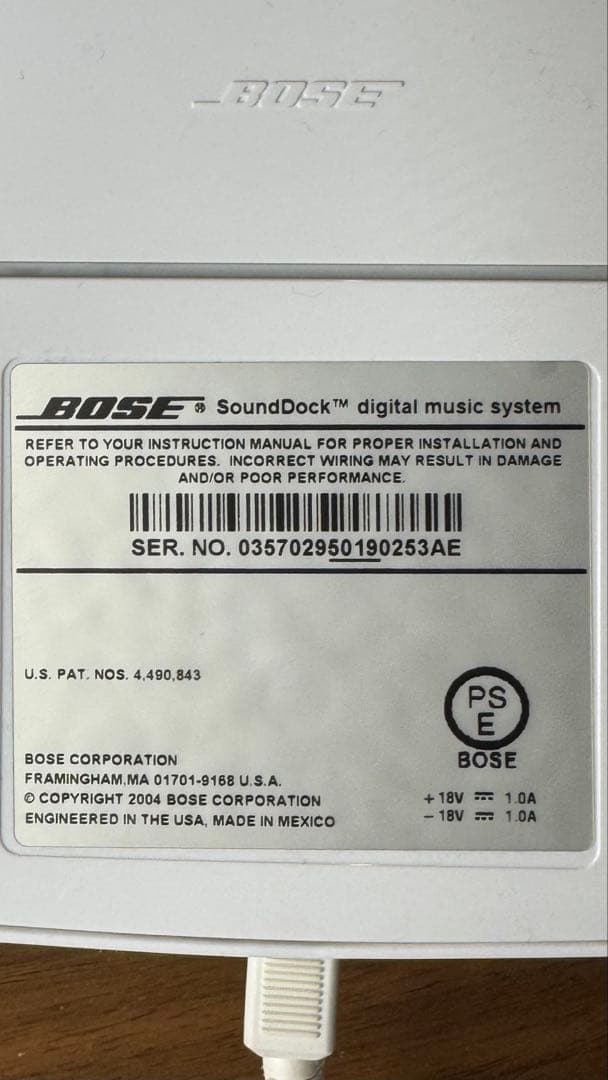 BOSE
BOSE® SoundDock™ digital music system
REFER TO YOUR INSTRUCTION MANUAL FOR PROPER INSTALLATION AND
OPERATING PROCEDURES. INCORRECT WIRING MAY RESULT IN DAMAGE
AND/OR POOR PERFORMANCE.
SER. NO. 035702950190253AE
U.S. PAT. NOS. 4,490,843
PS
E
BOSE
BOSE CORPORATION
FRAMINGHAM,MA 01701-9168 U.S.A.
© COPYRIGHT 2004 BOSE CORPORATION
ENGINEERED IN THE USA, MADE IN MEXICO
+18V ⎓ 1.0A
−18V ⎓ 1.0A